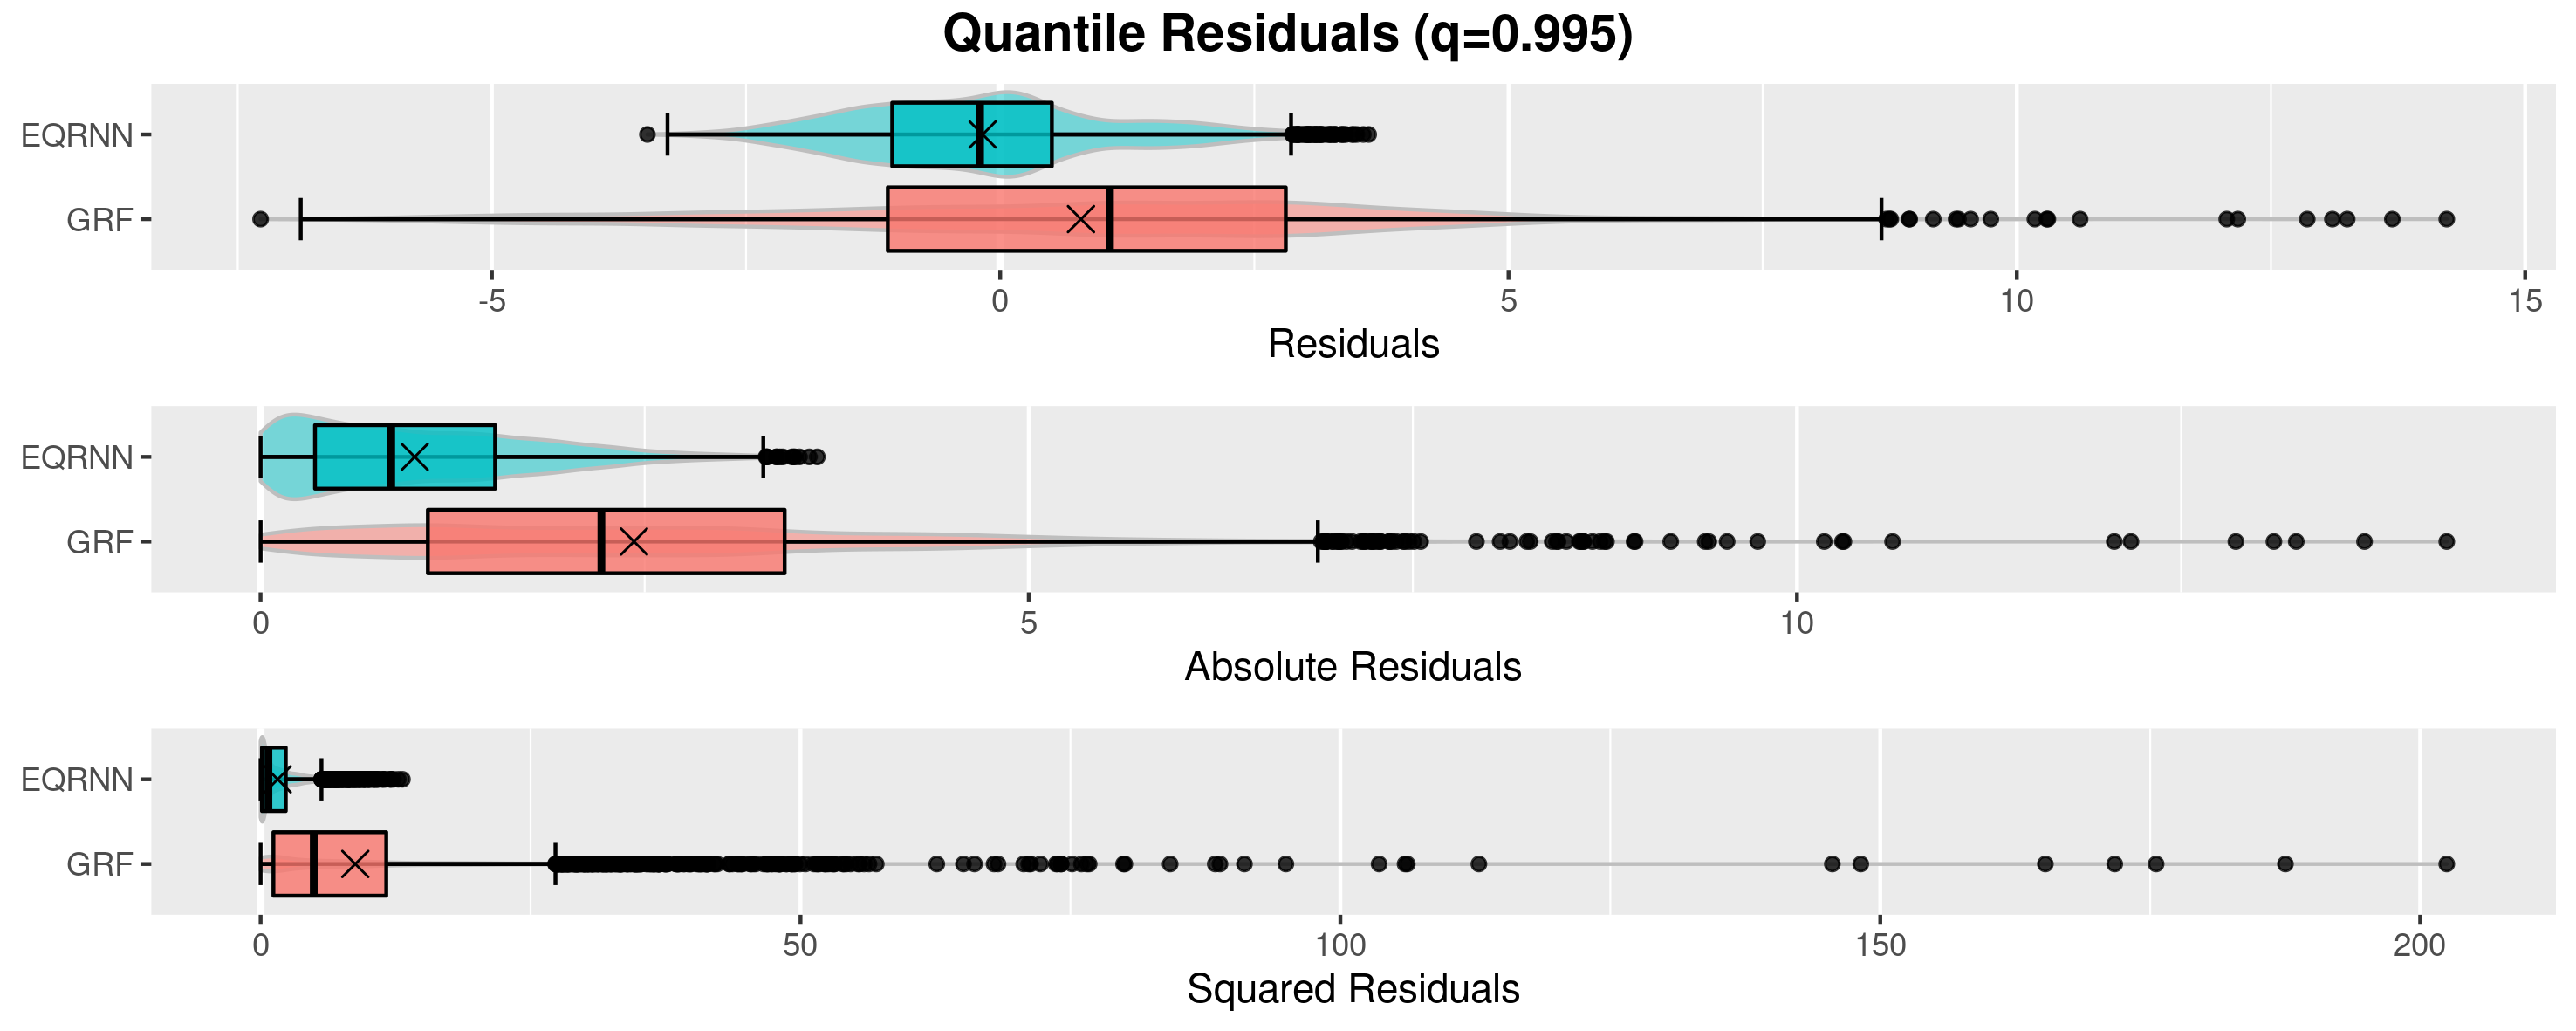 Quantile Residuals (q=0.995)
EQRNN
GRF
-5 0 5 10 15
Residuals
EQRNN
GRF
0 5 10
Absolute Residuals
EQRNN
GRF
0 50 100 150 200
Squared Residuals